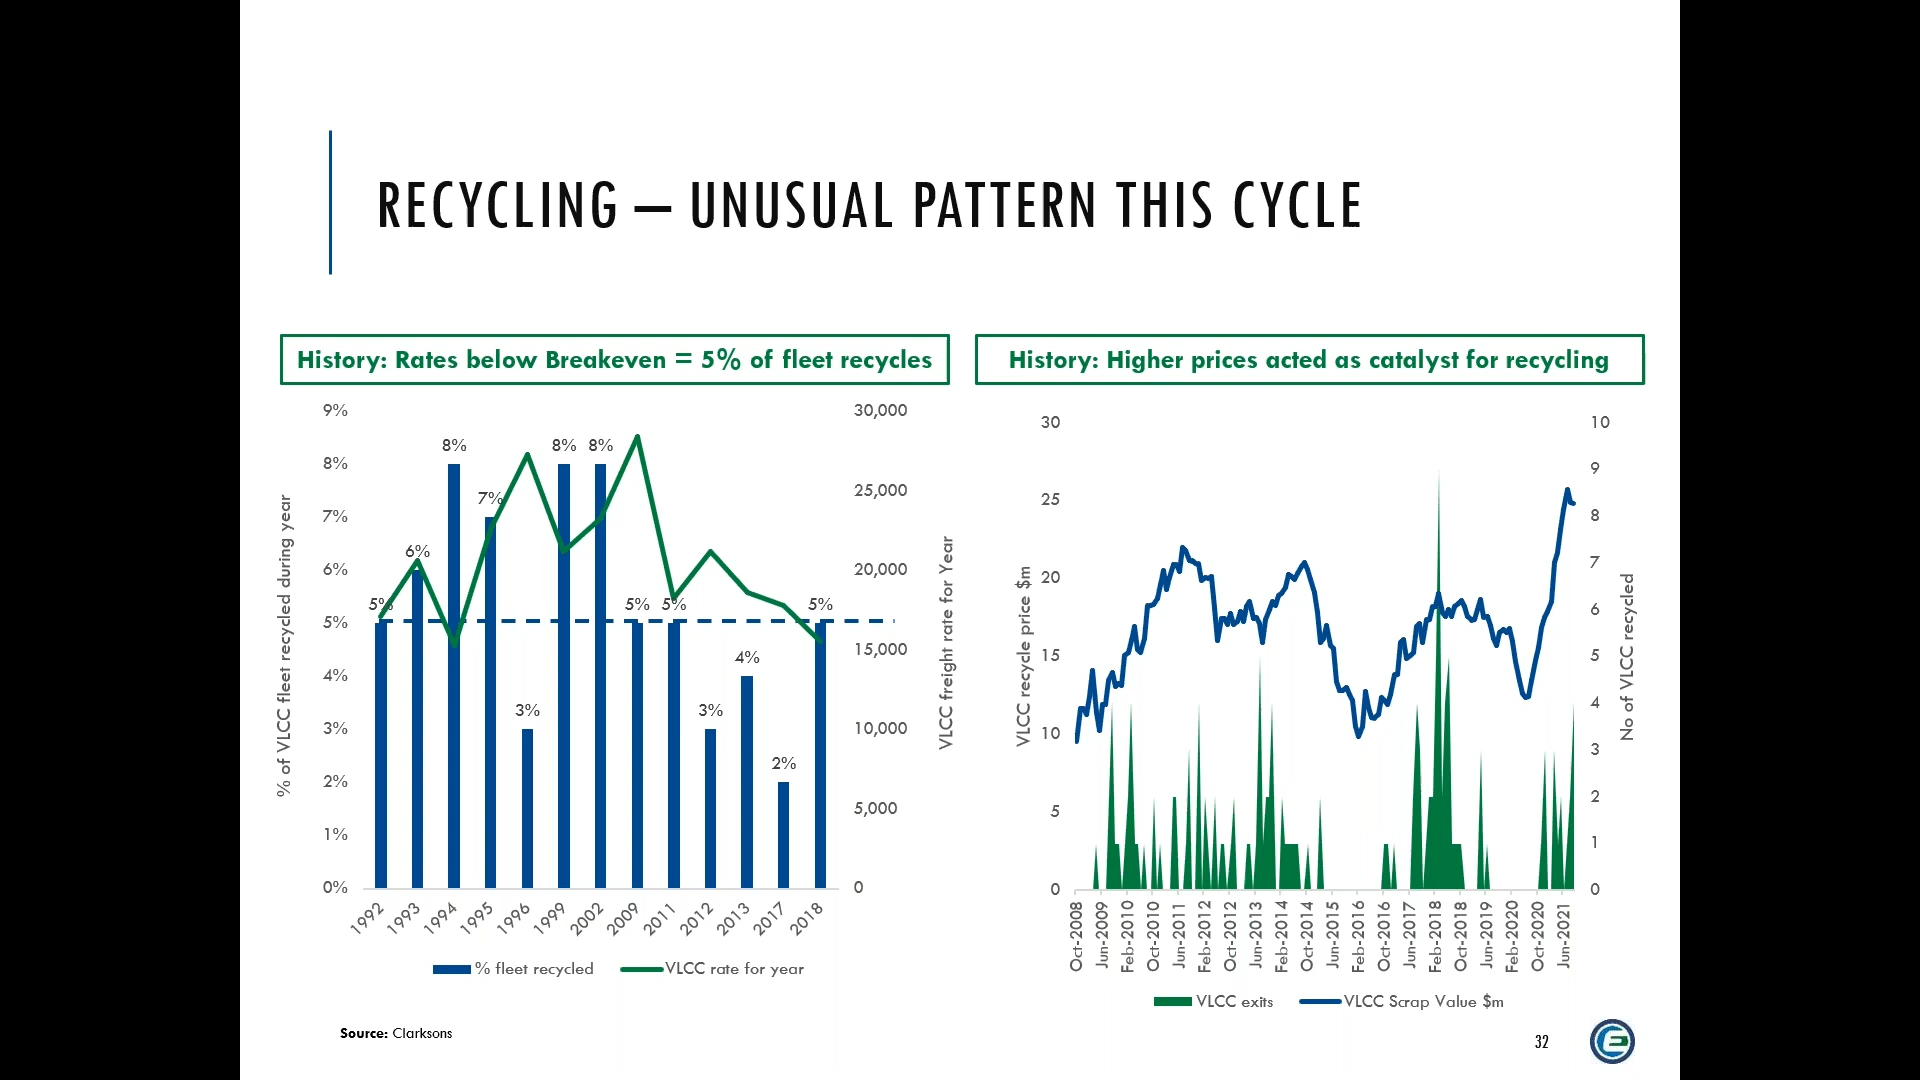 RECYCLING – UNUSUAL PATTERN THIS CYCLE
History: Rates below Breakeven = 5% of fleet recycles
% of VLCC fleet recycled during year
9%
8%
7%
6%
5%
4%
3%
2%
1%
0%
5%
6%
8%
7%
3%
8%
8%
5%
5%
3%
4%
2%
5%
30,000
25,000
20,000
15,000
10,000
5,000
0
VLCC freight rate for Year
1992
1993
1994
1995
1996
1999
2002
2009
2011
2012
2013
2017
2018
% fleet recycled
VLCC rate for year
History: Higher prices acted as catalyst for recycling
VLCC recycle price $m
30
25
20
15
10
5
0
10
9
8
7
6
5
4
3
2
1
0
No of VLCC recycled
Oct-2008
Jun-2009
Feb-2010
Oct-2010
Jun-2011
Feb-2012
Oct-2012
Jun-2013
Feb-2014
Oct-2014
Jun-2015
Feb-2016
Oct-2016
Jun-2017
Feb-2018
Oct-2018
Jun-2019
Feb-2020
Oct-2020
Jun-2021
VLCC exits
VLCC Scrap Value $m
Source: Clarksons
32